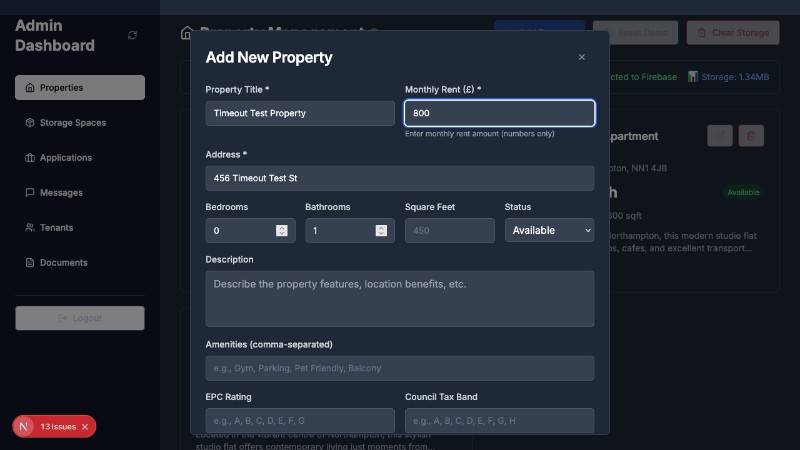 Admin
Dashboard
Properties
Storage Spaces
Applications
Messages
Tenants
Documents
Logout
N 13 Issues
Property Management
Reset Demo
Clear Storage
cted to Firebase
Storage: 1.34MB
partment
pton, NN1 4JB
h
Available
300 sqft
orthampton, this modern studio flat
s, cafes, and excellent transport...
Add New Property
Property Title *
Monthly Rent (£) *
Timeout Test Property
800
Enter monthly rent amount (numbers only)
Address *
456 Timeout Test St
Bedrooms
Bathrooms
Square Feet
Status
0
1
450
Available
Description
Describe the property features, location benefits, etc.
Amenities (comma-separated)
e.g., Gym, Parking, Pet Friendly, Balcony
EPC Rating
Council Tax Band
e.g., A, B, C, D, E, F, G
e.g., A, B, C, D, E, F, G, H
Located in the vibrant centre of Northampton, this stylish
studio flat offers contemporary living just moments from...